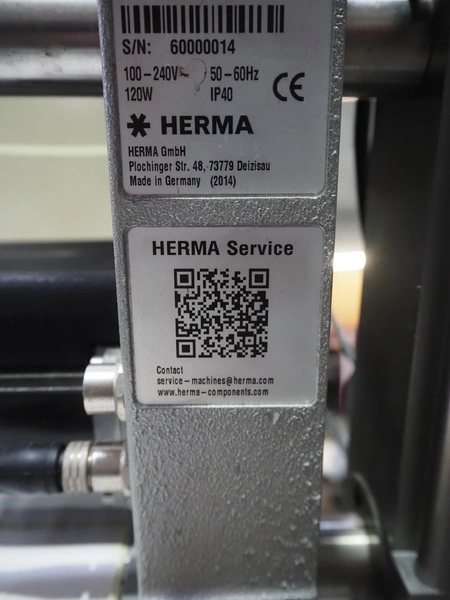 S/N: 60000014
100-240V~ 50-60Hz
120W IP40
CE
HERMA
HERMA GmbH
Plochinger Str. 48, 73779 Deizisau
Made in Germany (2014)
HERMA Service
Contact
service-machines@herma.com
www.herma-components.com